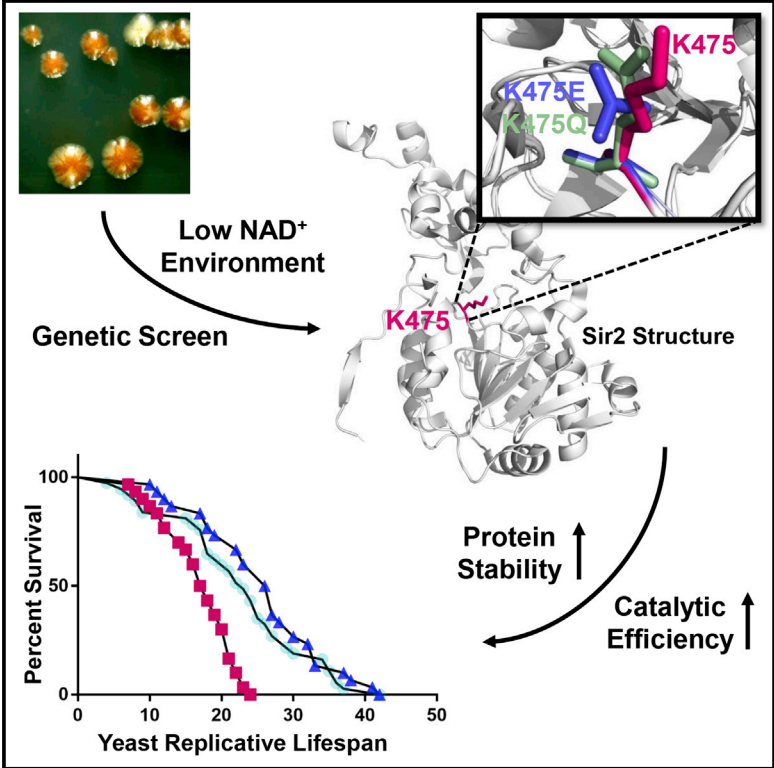 K475
K475E
K475Q
Low NAD⁺
Environment
Genetic Screen
K475
Sir2 Structure
Protein
Stability
Catalytic
Efficiency
Percent Survival
100
50
0
0 10 20 30 40 50
Yeast Replicative Lifespan